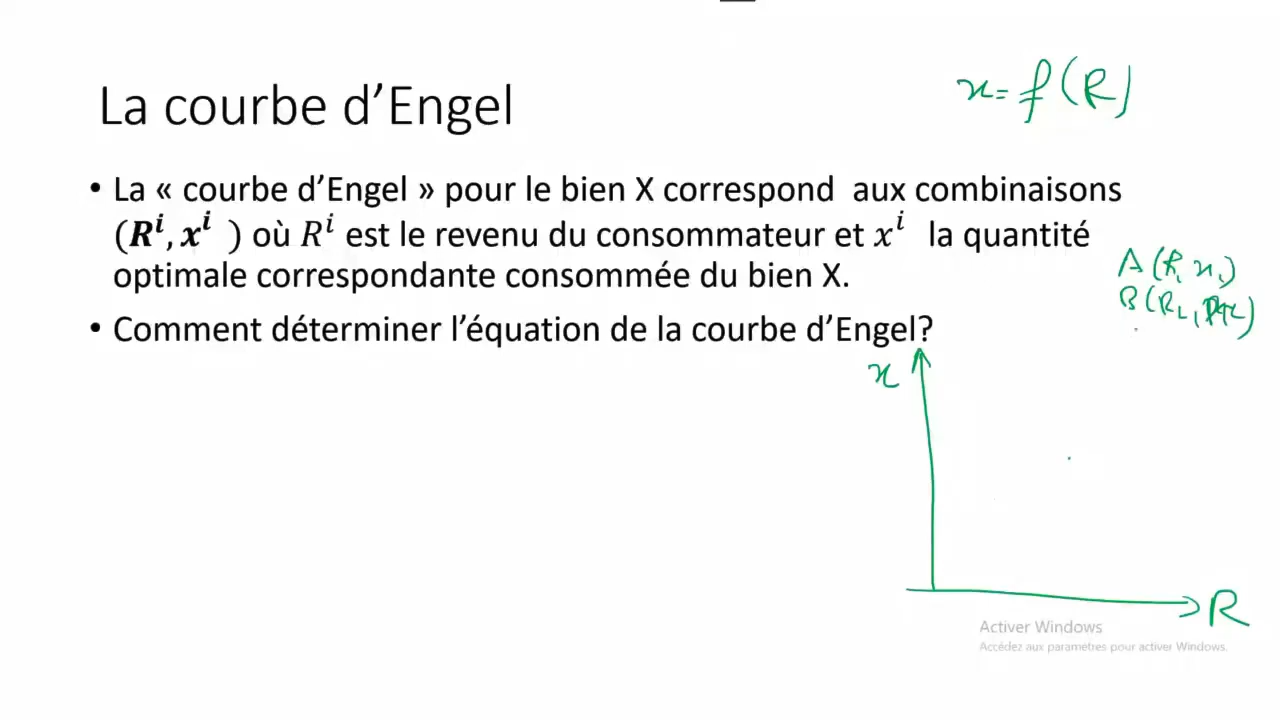 La courbe d’Engel
x = f(R)
• La « courbe d’Engel » pour le bien X correspond aux combinaisons
(Rⁱ, xⁱ ) où Rⁱ est le revenu du consommateur et xⁱ la quantité
optimale correspondante consommée du bien X.
A(R₁, x₁)
B(R₂,
• Comment déterminer l’équation de la courbe d’Engel?
x
R
Activer Windows
Accédez aux paramètres pour activer Windows.